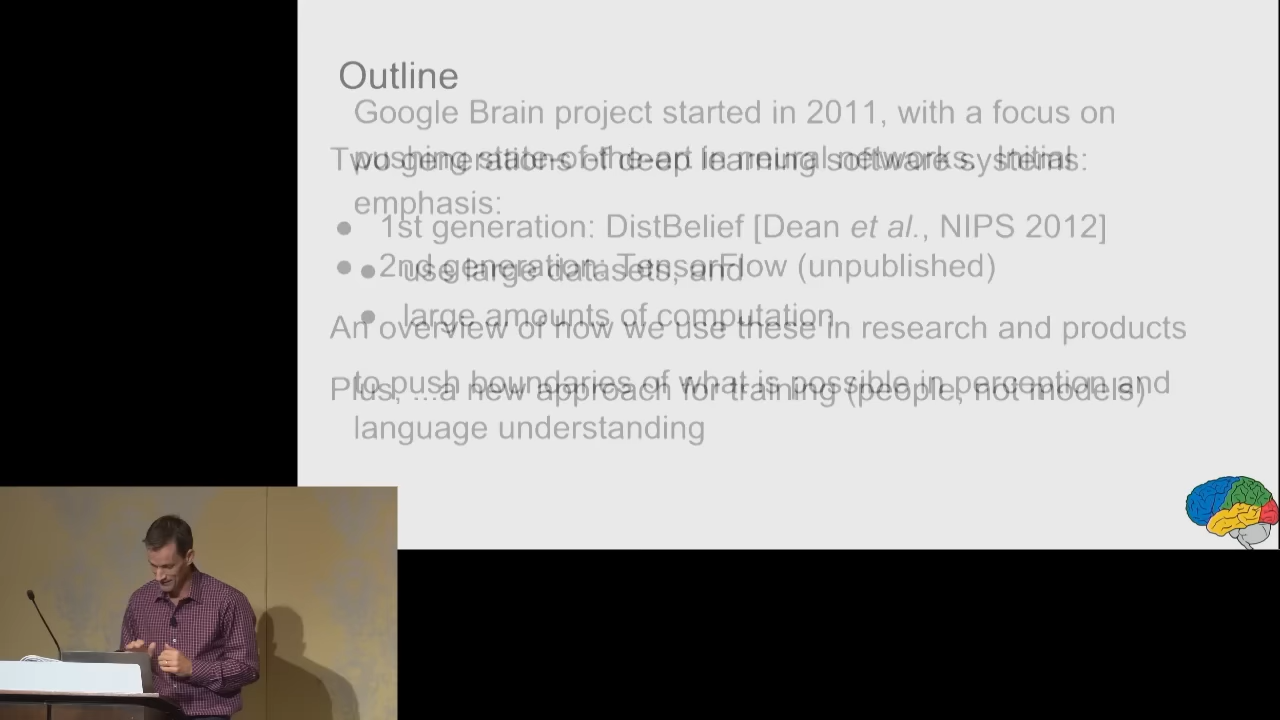 Outline
Google Brain project started in 2011, with a focus on
pushing state-of-the-art in neural networks. Initial
emphasis:
Two generations of deep learning software systems:
● 1st generation: DistBelief [Dean et al., NIPS 2012]
● 2nd generation: TensorFlow (unpublished)
● use large datasets, and
● large amounts of computation
An overview of how we use these in research and products
to push boundaries of what is possible in perception and
language understanding
Plus, ...a new approach for training (people, not models)